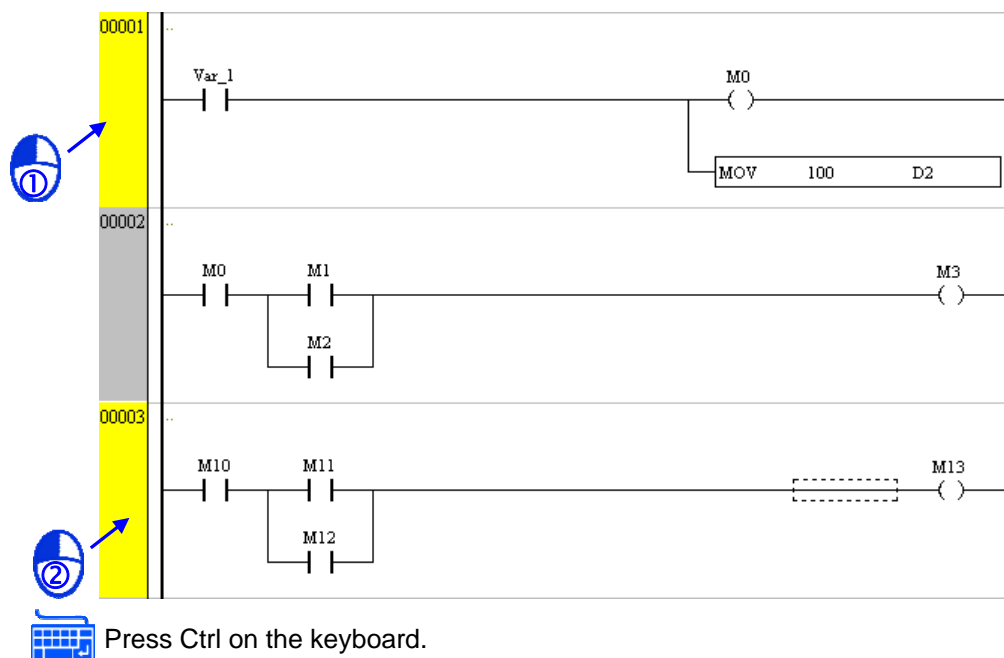 00001
..
Var_1
M0
( )
MOV 100 D2
00002
..
M0 M1 M3
( )
M2
00003
..
M10 M11 M13
( )
M12
①
②
Press Ctrl on the keyboard.